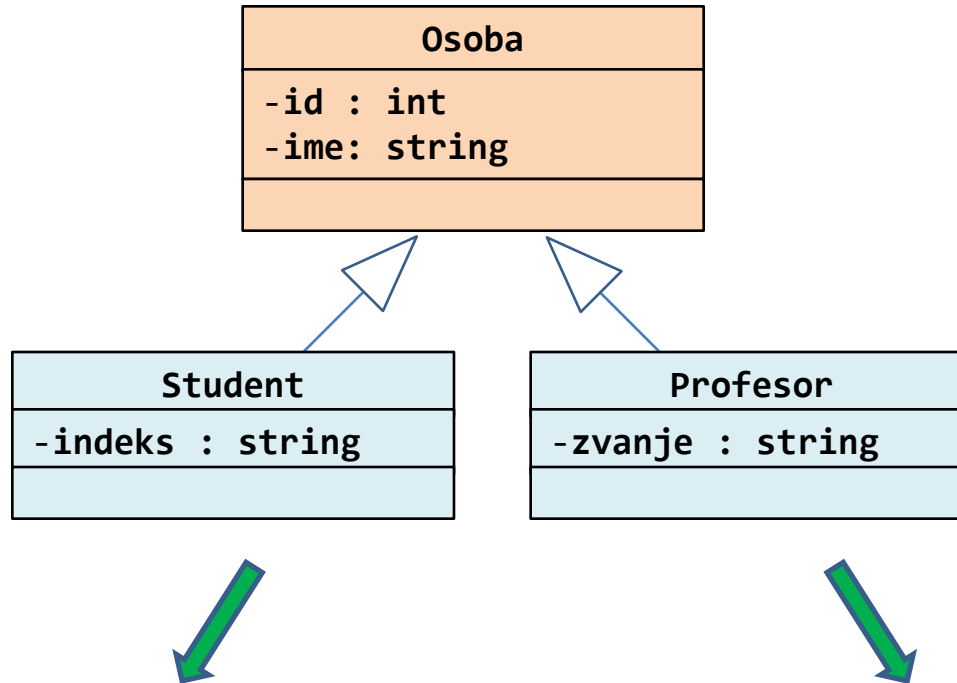 Osoba
-id : int
-ime: string
Student
-indeks : string
Profesor
-zvanje : string